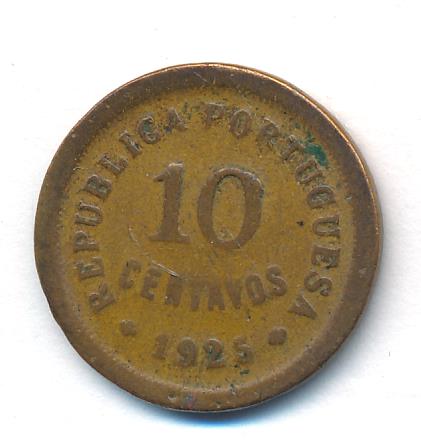 REPUBLICA PORTUGUESA
10
CENTAVOS
* 1925 *